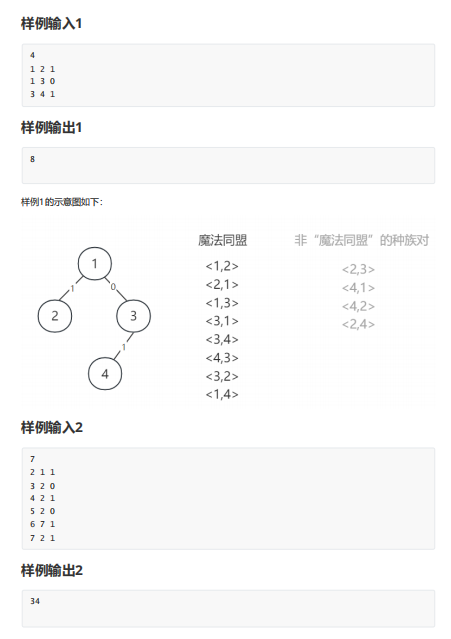 样例输入1
4
1 2 1
1 3 0
3 4 1
样例输出1
8
样例1的示意图如下：
魔法同盟
非“魔法同盟”的种族对
1
1
0
2
3
1
4
<1,2>
<2,1>
<1,3>
<3,1>
<3,4>
<4,3>
<3,2>
<1,4>
<2,3>
<4,1>
<4,2>
<2,4>
样例输入2
7
2 1 1
3 2 0
4 2 1
5 2 0
6 7 1
7 2 1
样例输出2
34